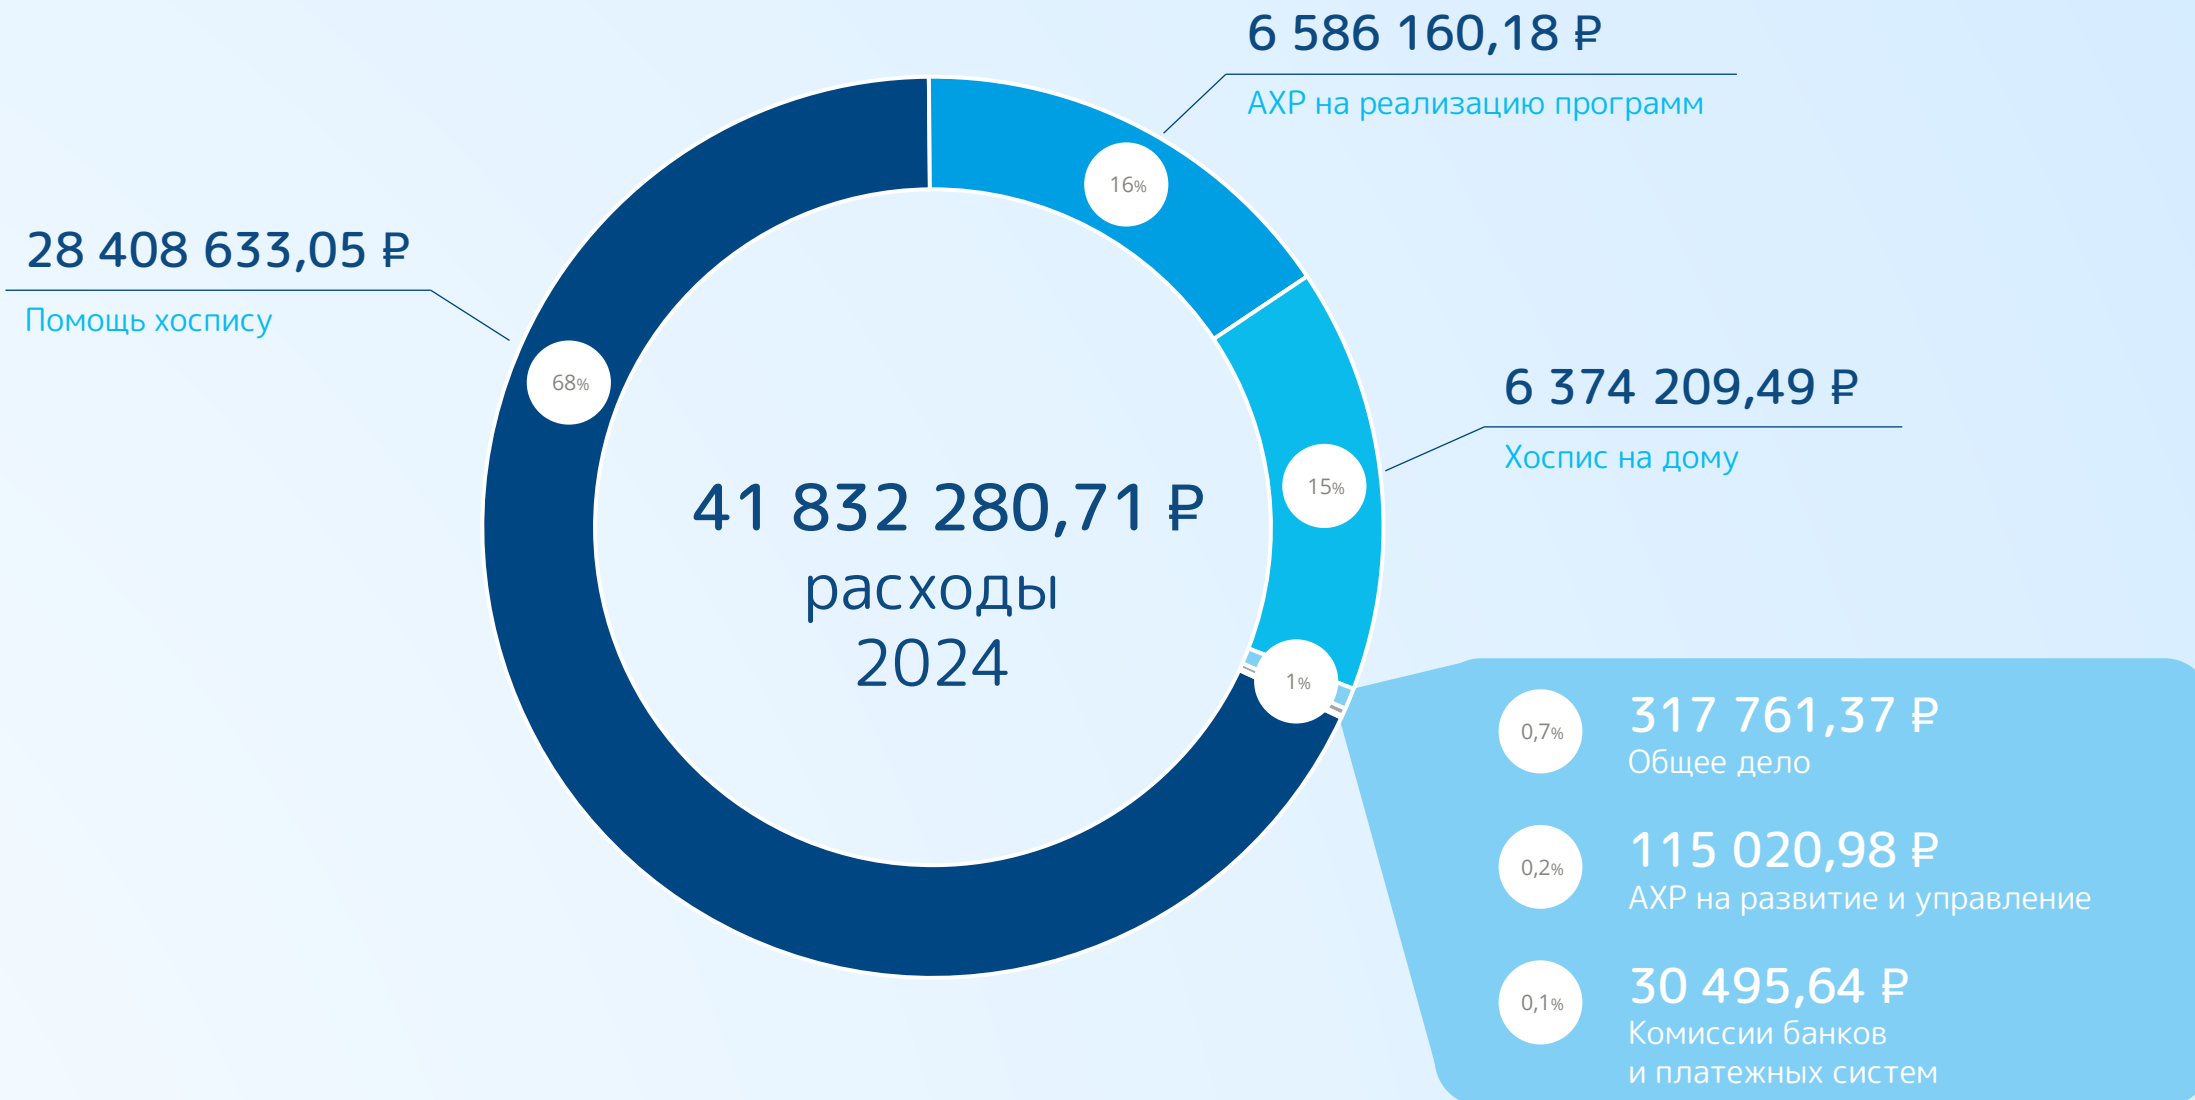 6 586 160,18 ₽
АХР на реализацию программ
16%
28 408 633,05 ₽
Помощь хоспису
68%
6 374 209,49 ₽
Хоспис на дому
15%
41 832 280,71 ₽
расходы
2024
1%
0,7%
317 761,37 ₽
Общее дело
0,2%
115 020,98 ₽
АХР на развитие и управление
0,1%
30 495,64 ₽
Комиссии банков
и платежных систем